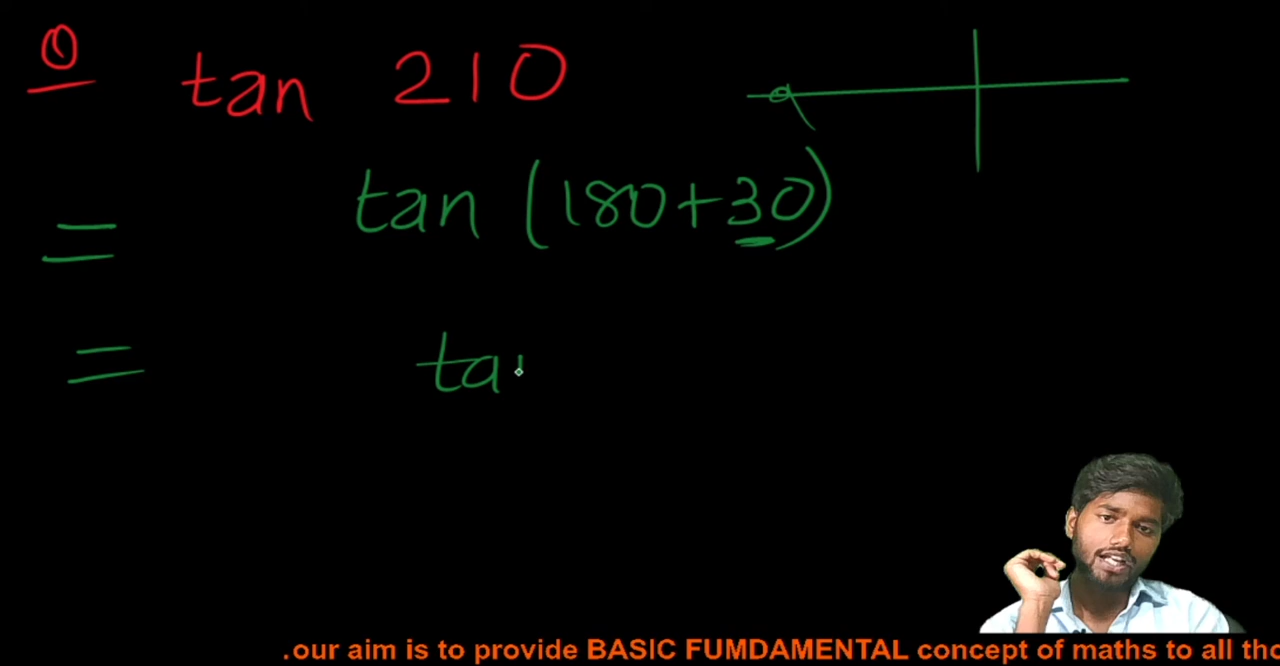 ① tan 210
= tan (180+30)
= ta
.our aim is to provide BASIC FUMDAMENTAL concept of maths to all